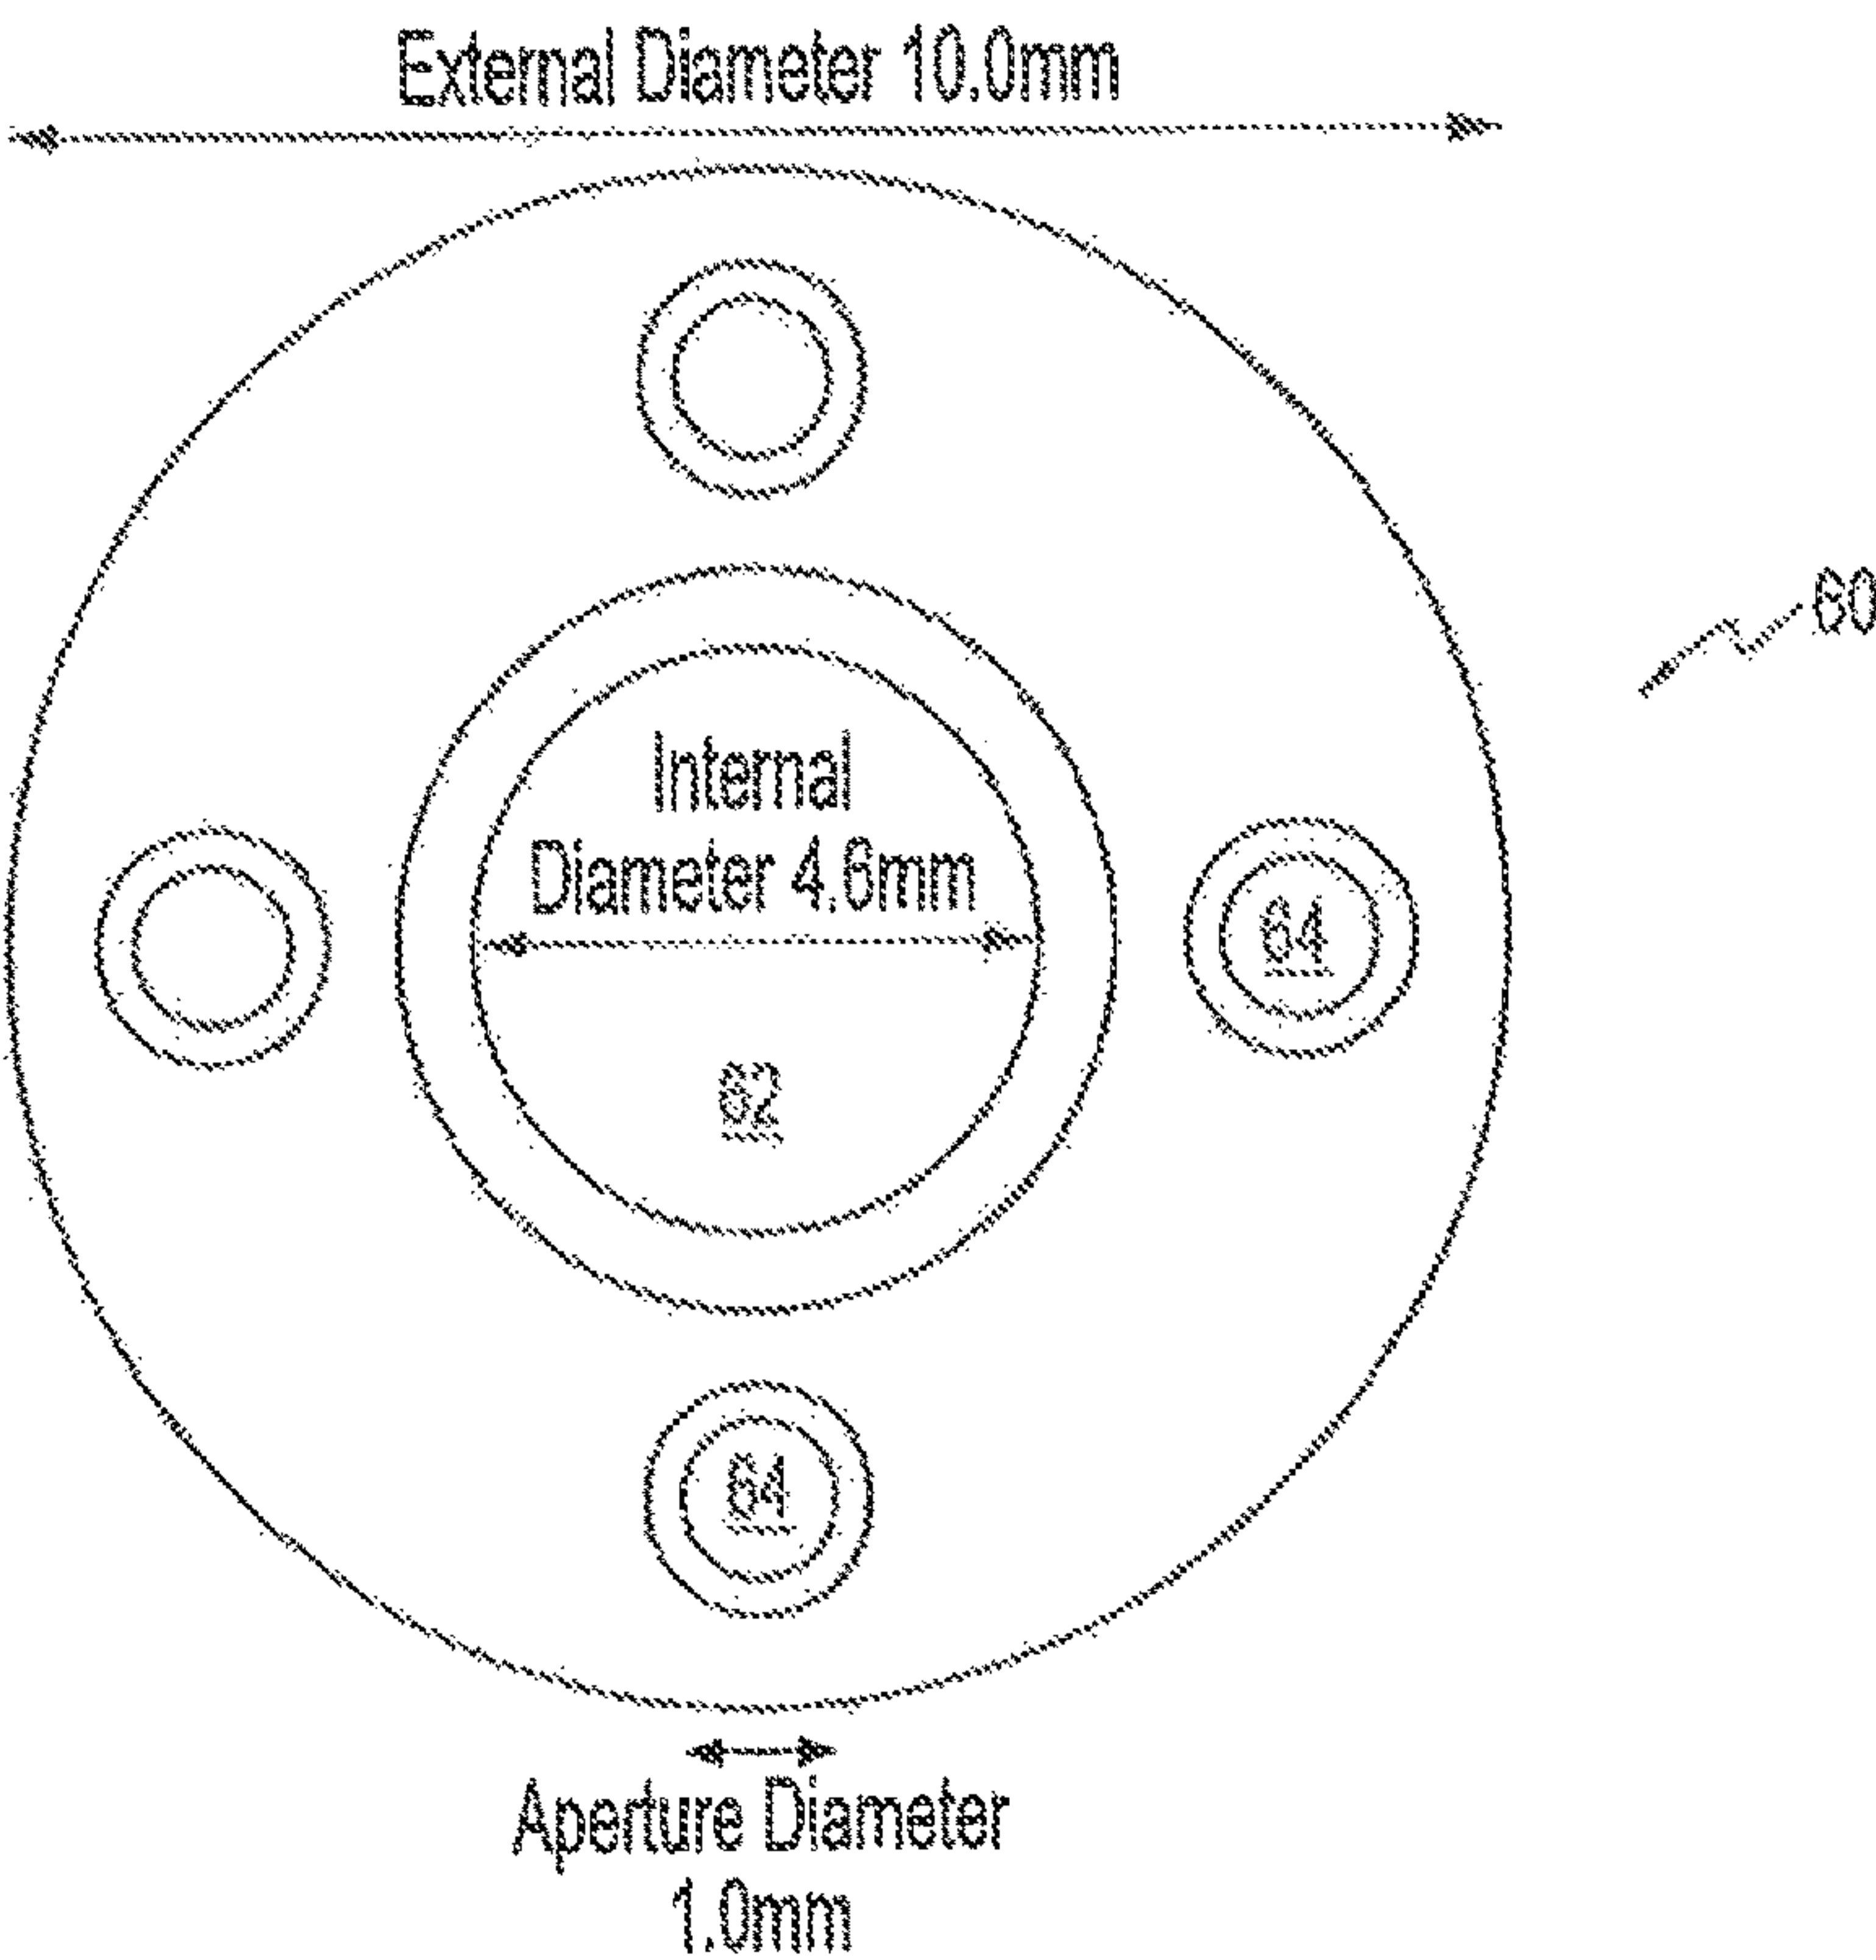 External Diameter 10.0mm
60
Internal
Diameter 4.6mm
64
62
64
Aperture Diameter
1.0mm